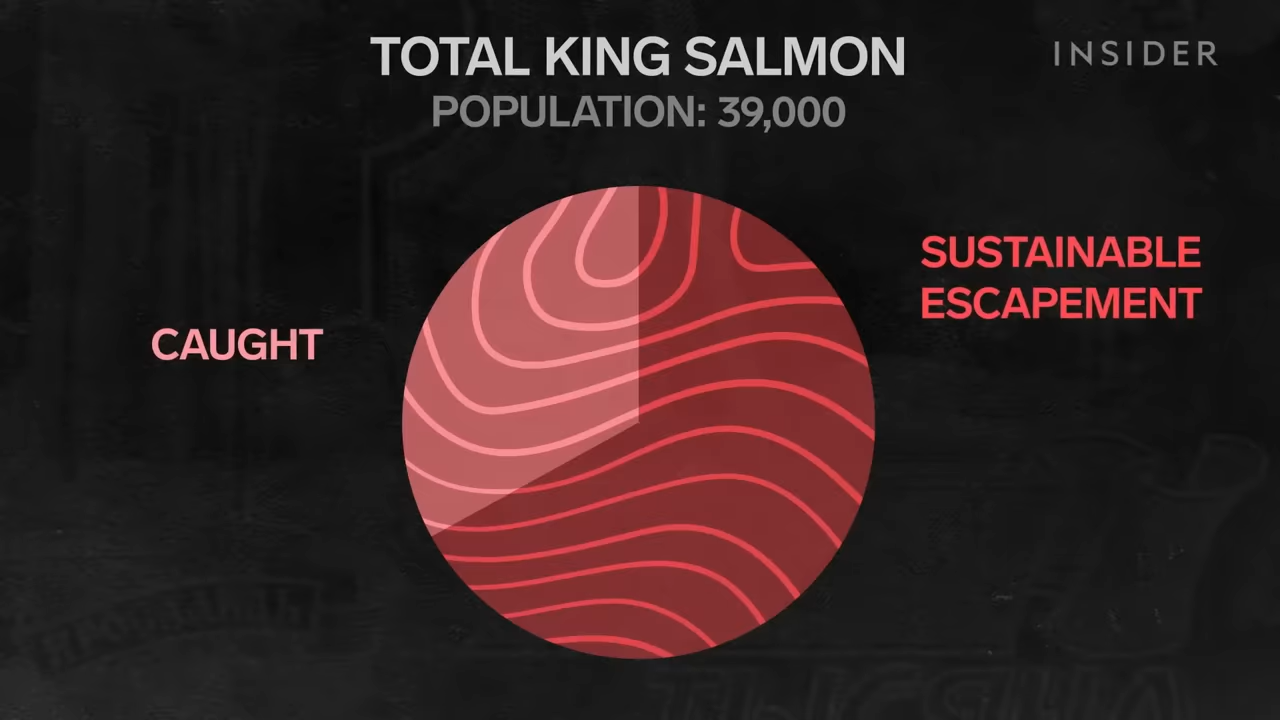 TOTAL KING SALMON
POPULATION: 39,000
INSIDER
SUSTAINABLE
ESCAPEMENT
CAUGHT